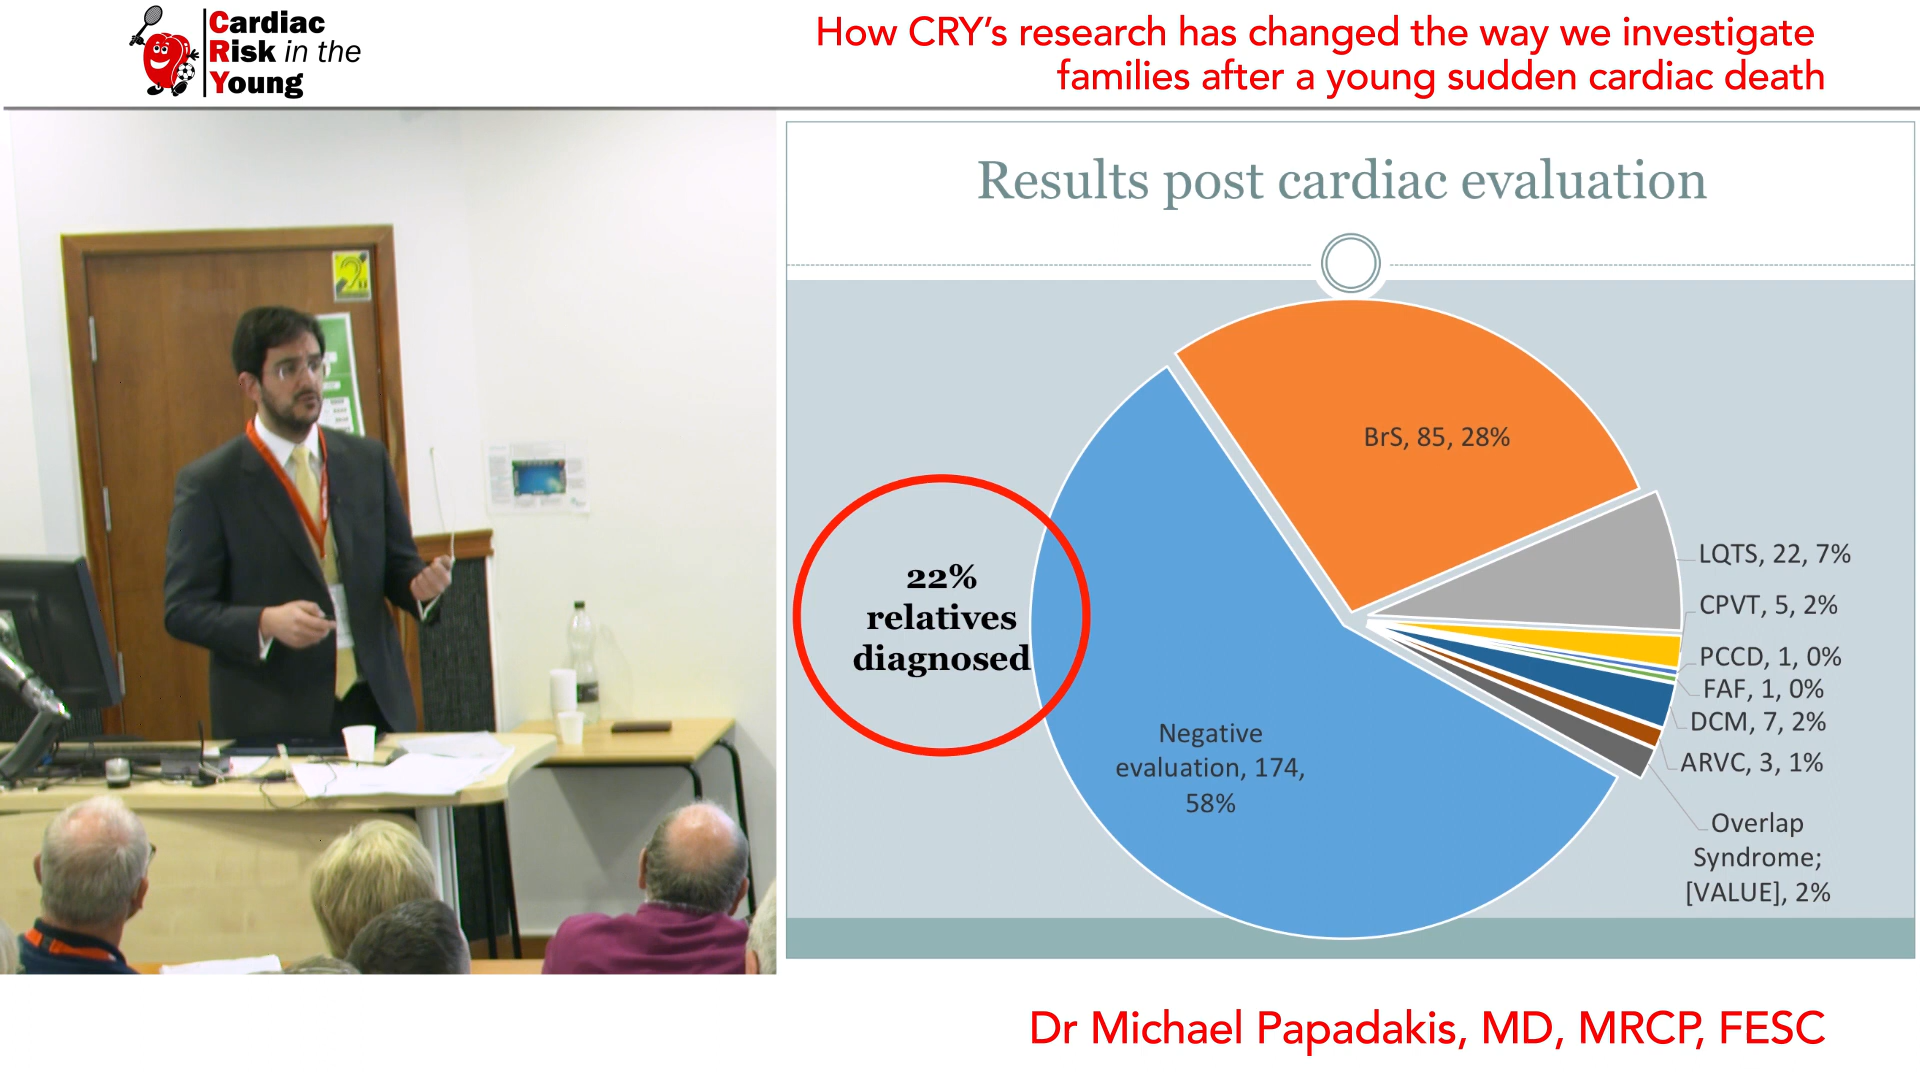 Cardiac
Risk in the
Young
How CRY's research has changed the way we investigate
families after a young sudden cardiac death
Results post cardiac evaluation
BrS, 85, 28%
LQTS, 22, 7%
CPVT, 5, 2%
PCCD, 1, 0%
FAF, 1, 0%
DCM, 7, 2%
ARVC, 3, 1%
Overlap
Syndrome;
[VALUE], 2%
22%
relatives
diagnosed
Negative
evaluation, 174,
58%
Dr Michael Papadakis, MD, MRCP, FESC